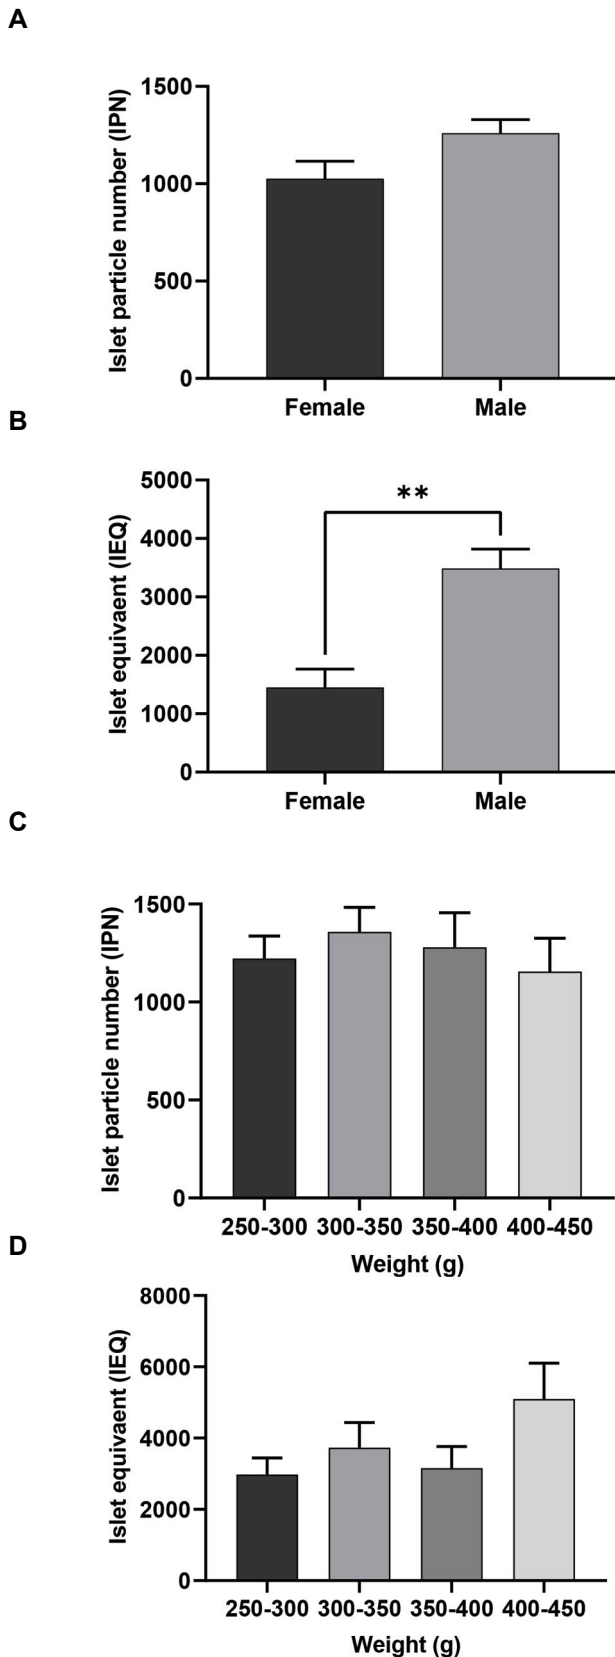 A
Islet particle number (IPN)
1500
1000
500
0
Female Male
B
Islet equivaent (IEQ)
5000
4000
3000
2000
1000
0
**
Female Male
C
Islet particle number (IPN)
1500
1000
500
0
250-300 300-350 350-400 400-450
Weight (g)
D
Islet equivaent (IEQ)
8000
6000
4000
2000
0
250-300 300-350 350-400 400-450
Weight (g)